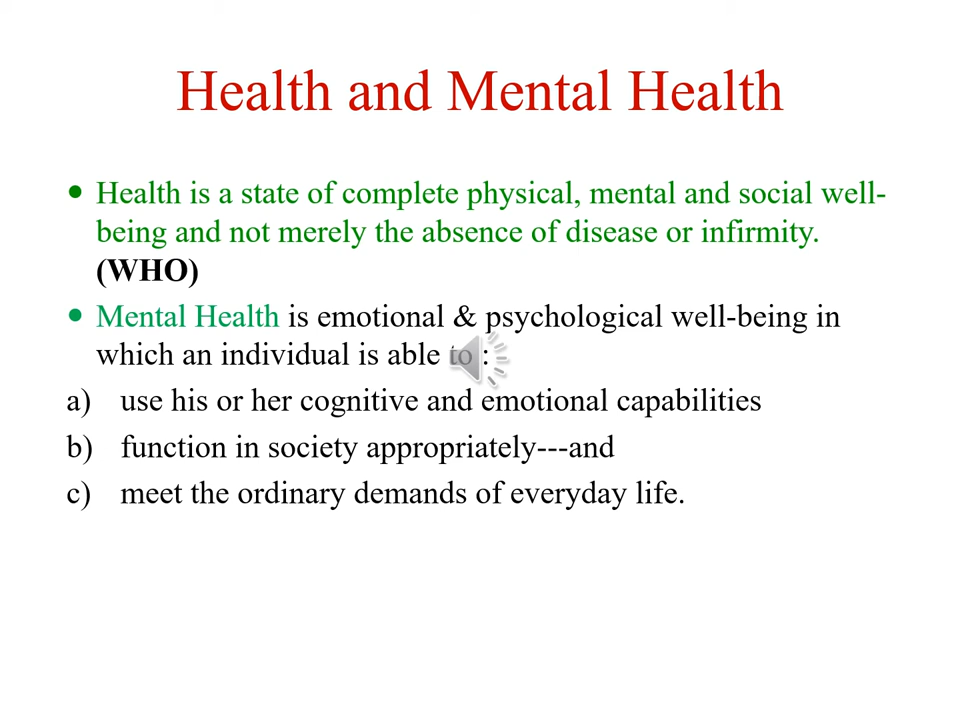 Health and Mental Health
• Health is a state of complete physical, mental and social well-
being and not merely the absence of disease or infirmity.
(WHO)
• Mental Health is emotional & psychological well-being in
which an individual is able to :
a) use his or her cognitive and emotional capabilities
b) function in society appropriately---and
c) meet the ordinary demands of everyday life.